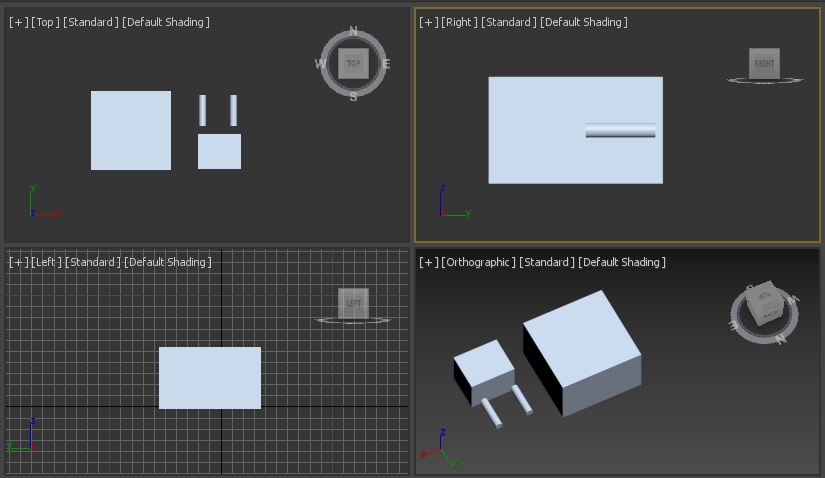 [+] [Top] [Standard] [Default Shading]
N
W TOP E
S
y
z x
[+] [Right] [Standard] [Default Shading]
RIGHT
z
x y
[+] [Left] [Standard] [Default Shading]
LEFT
z
y x
[+] [Orthographic] [Standard] [Default Shading]
TOP
W
E
N
z
x
y